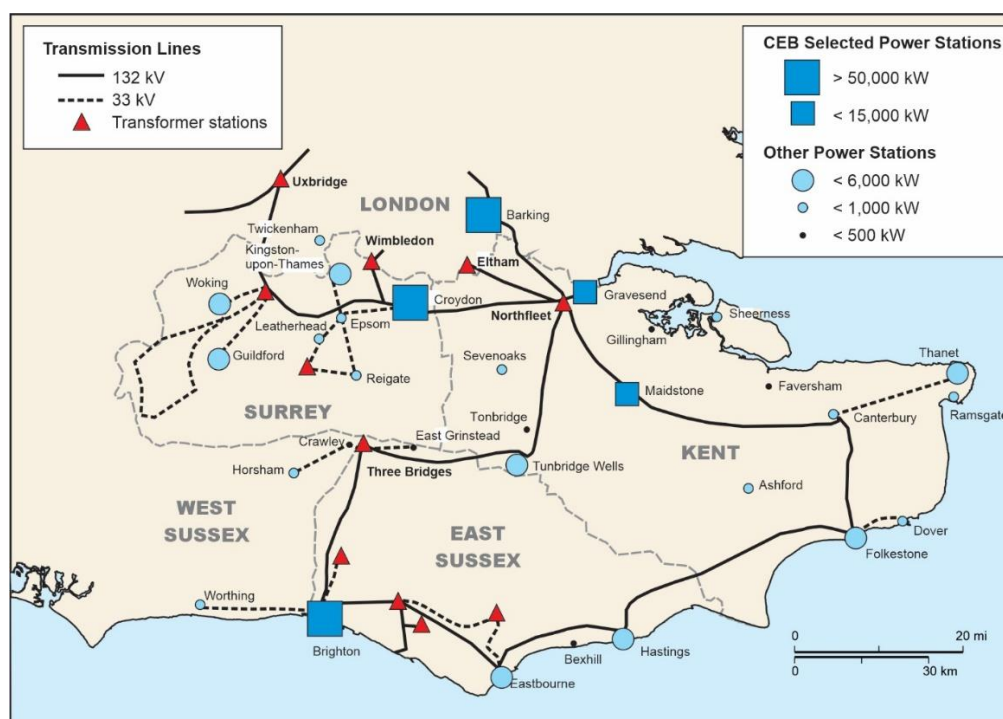 Transmission Lines
132 kV
33 kV
Transformer stations
CEB Selected Power Stations
> 50,000 kW
< 15,000 kW
Other Power Stations
< 6,000 kW
< 1,000 kW
< 500 kW
Uxbridge
LONDON
Barking
Twickenham
Wimbledon
Kingston-
upon-Thames
Eltham
Woking
Croydon
Gravesend
Northfleet
Sheerness
Leatherhead
Epsom
Gillingham
Guildford
Sevenoaks
Thanet
Reigate
Maidstone
Faversham
Canterbury
Ramsgate
SURREY
Tonbridge
Crawley
East Grinstead
KENT
Horsham
Three Bridges
Tunbridge Wells
Ashford
WEST
SUSSEX
EAST
SUSSEX
Dover
Folkestone
Worthing
Brighton
Bexhill
Hastings
Eastbourne
0
20 mi
0
30 km